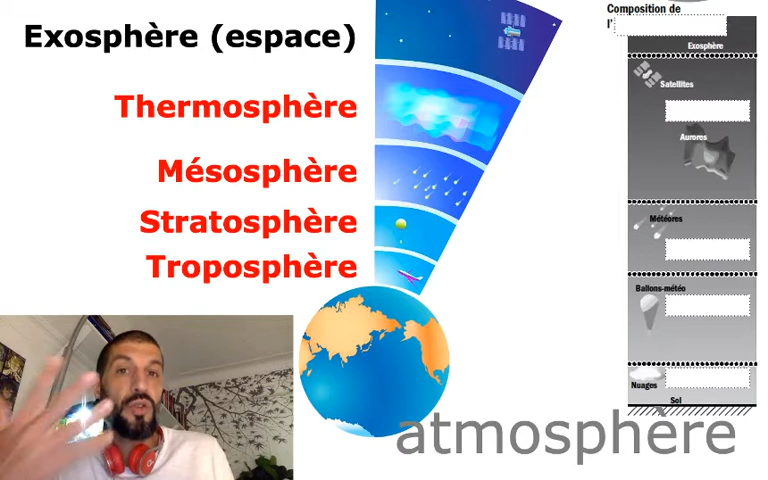 Exosphère (espace)
Thermosphère
Mésosphère
Stratosphère
Troposphère
atmosphère
Composition de
l'
Exosphère
Satellites
Aurores
Météores
Ballons-météo
Nuages
Sol